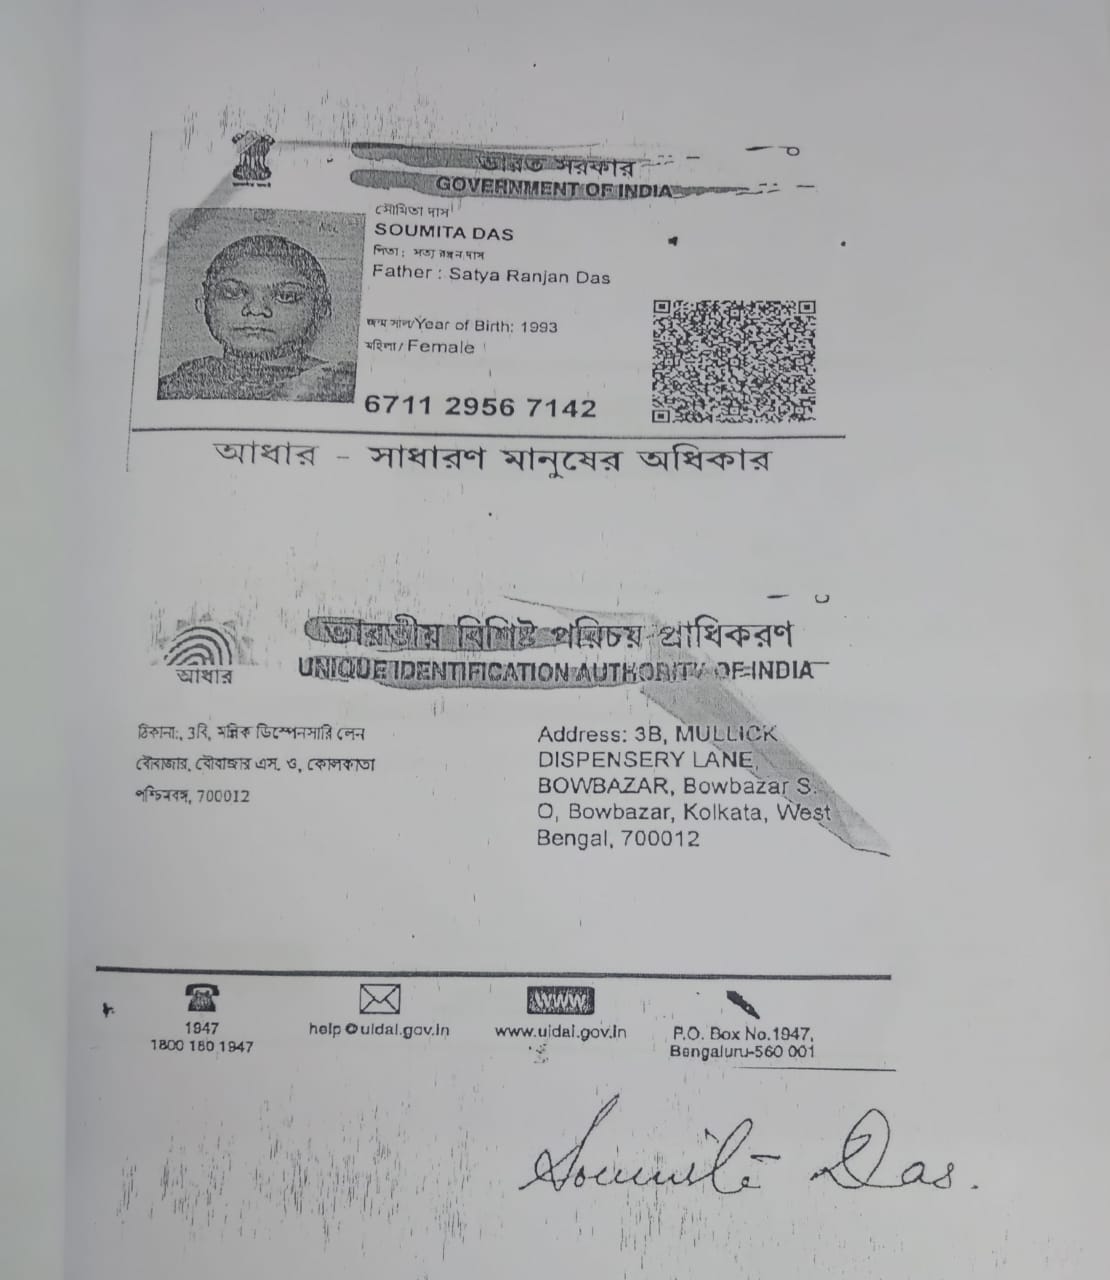 ভারত সরকার
GOVERNMENT OF INDIA
সৌমিতা দাস
SOUMITA DAS
পিতা : সত্য রঞ্জন দাস
Father : Satya Ranjan Das
জন্ম সাল/Year of Birth: 1993
মহিলা / Female
6711 2956 7142
আধার – সাধারণ মানুষের অধিকার
ভারতীয় বিশিষ্ট পরিচয় প্রাধিকরণ
UNIQUE IDENTIFICATION AUTHORITY OF INDIA
আধার
ঠিকানা:, 3বি, মল্লিক ডিস্পেনসারি লেন
বৌবাজার, বৌবাজার এস. ও, কোলকাতা
পশ্চিমবঙ্গ, 700012
Address: 3B, MULLICK
DISPENSERY LANE,
BOWBAZAR, Bowbazar S.
O, Bowbazar, Kolkata, West
Bengal, 700012
1947
1800 180 1947
help@uidai.gov.in
WWW
www.uidai.gov.in
P.O. Box No.1947,
Bengaluru-560 001
Soumita Das.